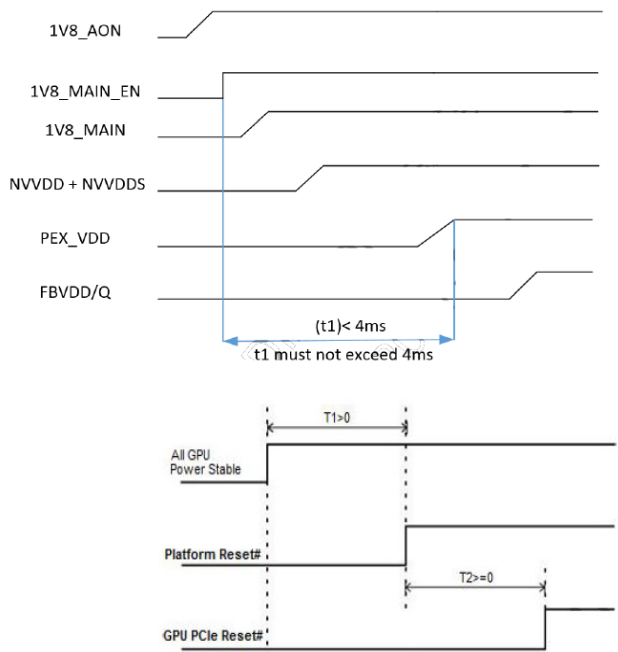 1V8_AON
1V8_MAIN_EN
1V8_MAIN
NVVDD + NVVDDS
PEX_VDD
FBVDD/Q
(t1)< 4ms
t1 must not exceed 4ms
T1>0
All GPU
Power Stable
Platform Reset#
T2>=0
GPU PCIe Reset#